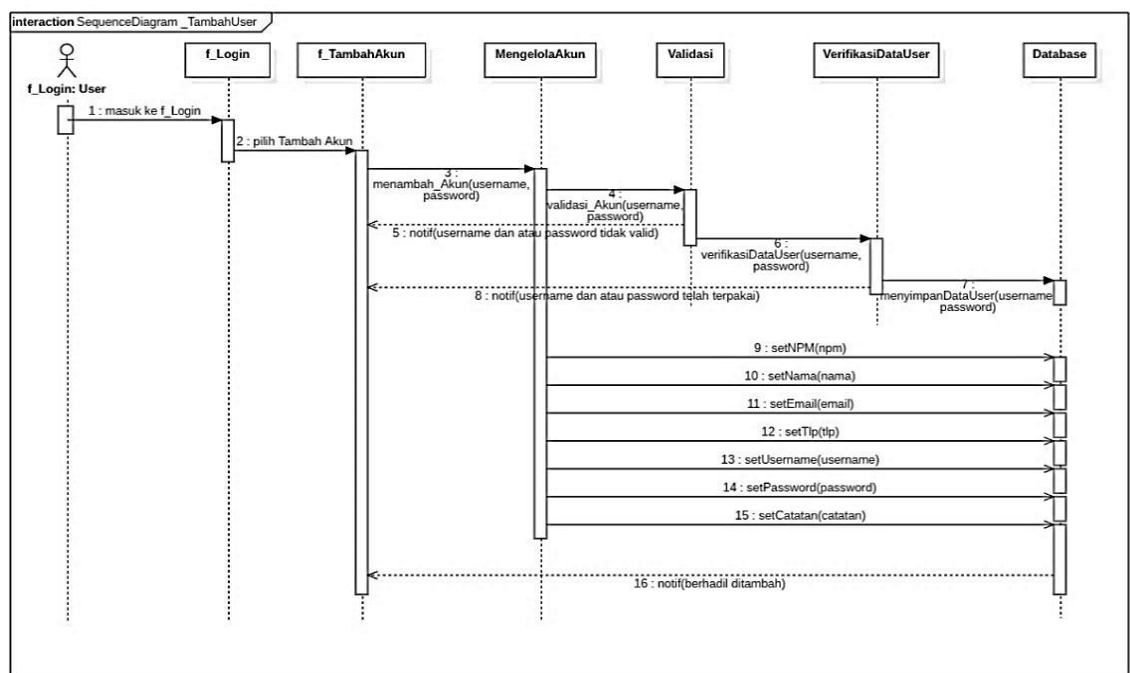 interaction SequenceDiagram _TambahUser
f_Login: User
f_Login
f_TambahAkun
MengelolaAkun
Validasi
VerifikasiDataUser
Database
1 : masuk ke f_Login
2 : pilih Tambah Akun
3 :
menambah_Akun(username,
password)
4 :
validasi_Akun(username,
password)
5 : notif(username dan atau password tidak valid)
6 :
verifikasiDataUser(username,
password)
7 :
menyimpanDataUser(username
password)
8 : notif(username dan atau password telah terpakai)
9 : setNPM(npm)
10 : setNama(nama)
11 : setEmail(email)
12 : setTlp(tlp)
13 : setUsername(username)
14 : setPassword(password)
15 : setCatatan(catatan)
16 : notif(berhadil ditambah)